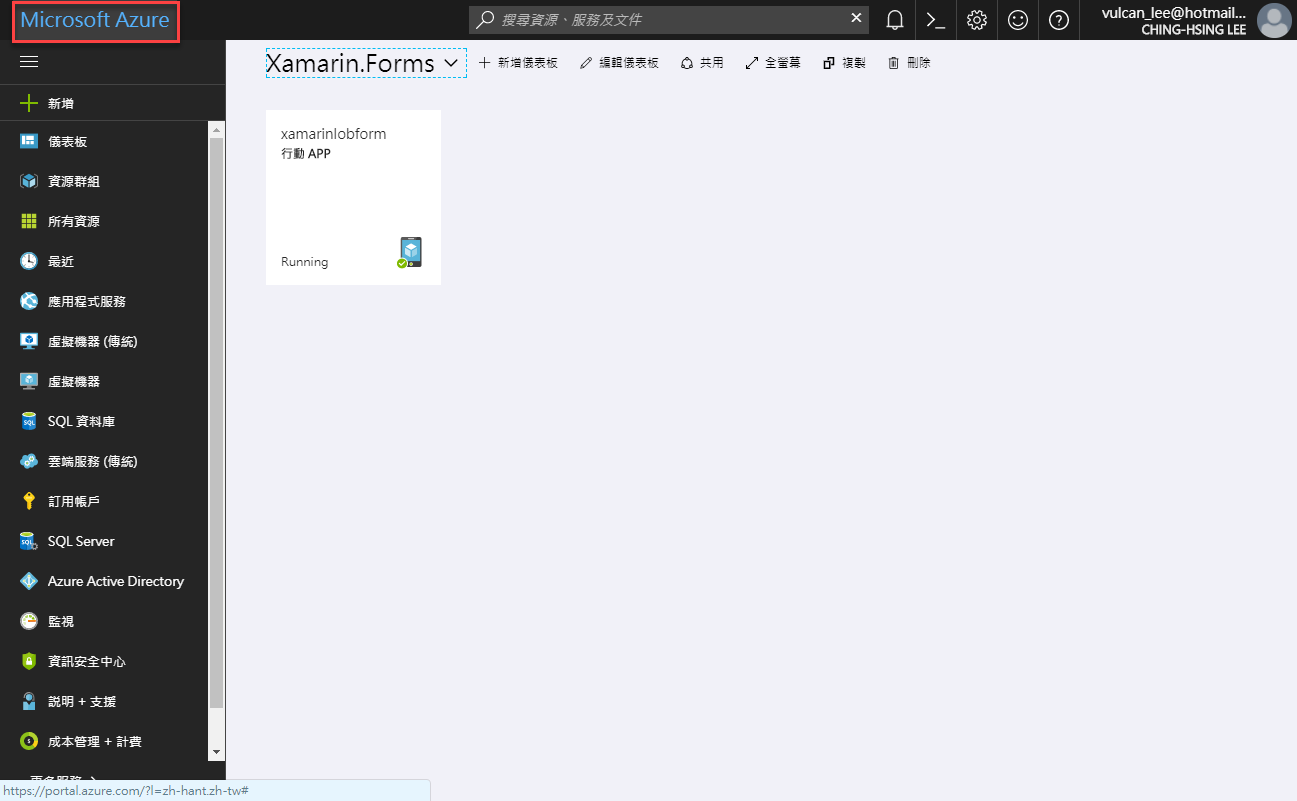 Microsoft Azure
搜尋資源、服務及文件
vulcan_lee@hotmail...
CHING-HSING LEE
Xamarin.Forms
新增儀表板
編輯儀表板
共用
全螢幕
複製
刪除
新增
儀表板
資源群組
所有資源
最近
應用程式服務
虛擬機器 (傳統)
虛擬機器
SQL 資料庫
雲端服務 (傳統)
訂用帳戶
SQL Server
Azure Active Directory
監視
資訊安全中心
説明 + 支援
成本管理 + 計費
更多服務
xamarinlobform
行動 APP
Running
https://portal.azure.com/?l=zh-hant.zh-tw#